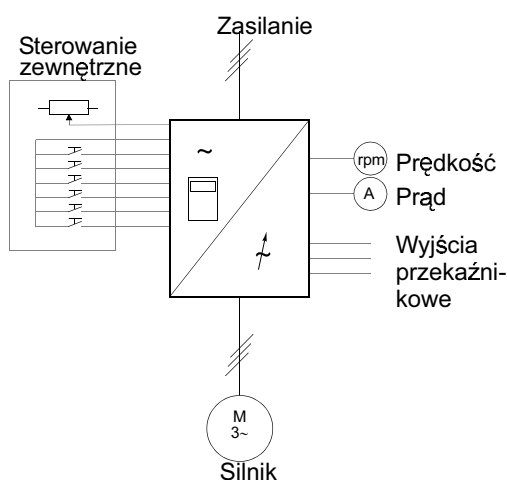 Zasilanie
Sterowanie
zewnętrzne
~
rpm
Prędkość
A
Prąd
~
Wyjścia
przekaźni-
kowe
M
3~
Silnik